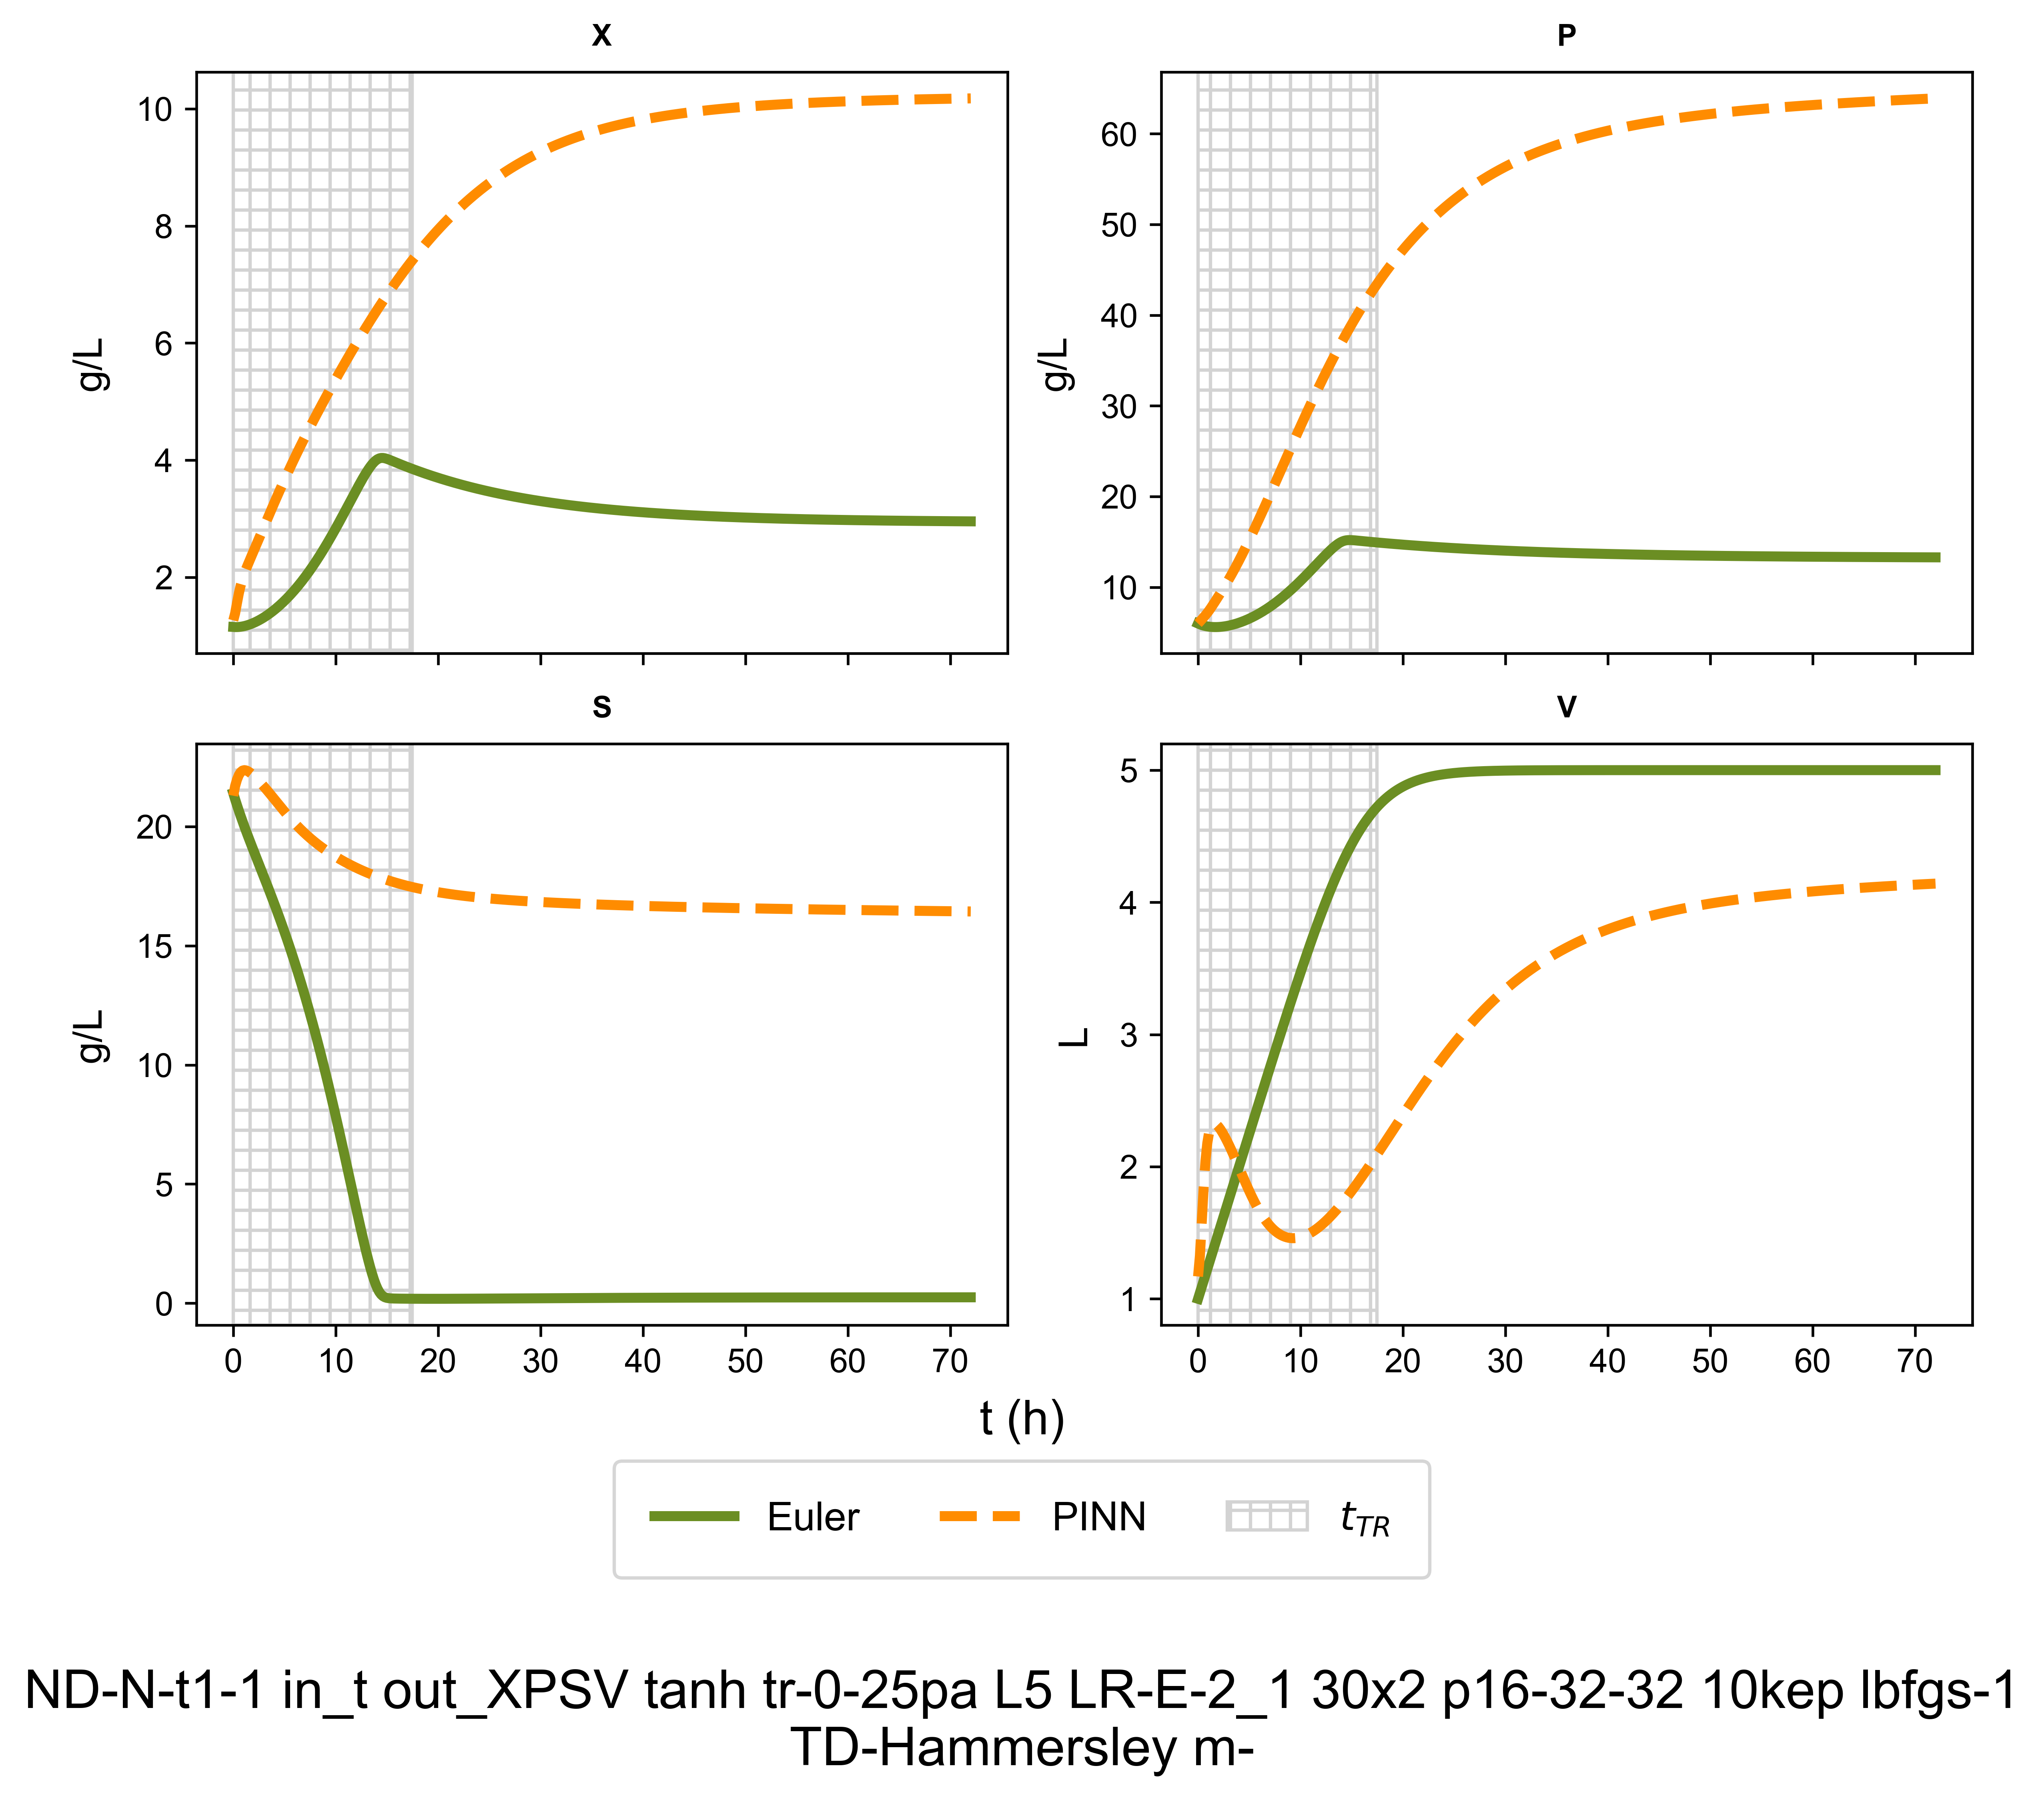 X
P
10
8
6
4
2
g/L
60
50
40
30
20
10
g/L
S
V
20
15
10
5
0
g/L
5
4
3
2
1
L
0 10 20 30 40 50 60 70
0 10 20 30 40 50 60 70
t (h)
Euler PINN t_TR
ND-N-t1-1 in_t out_XPSV tanh tr-0-25pa L5 LR-E-2_1 30x2 p16-32-32 10kep lbfgs-1
TD-Hammersley m-